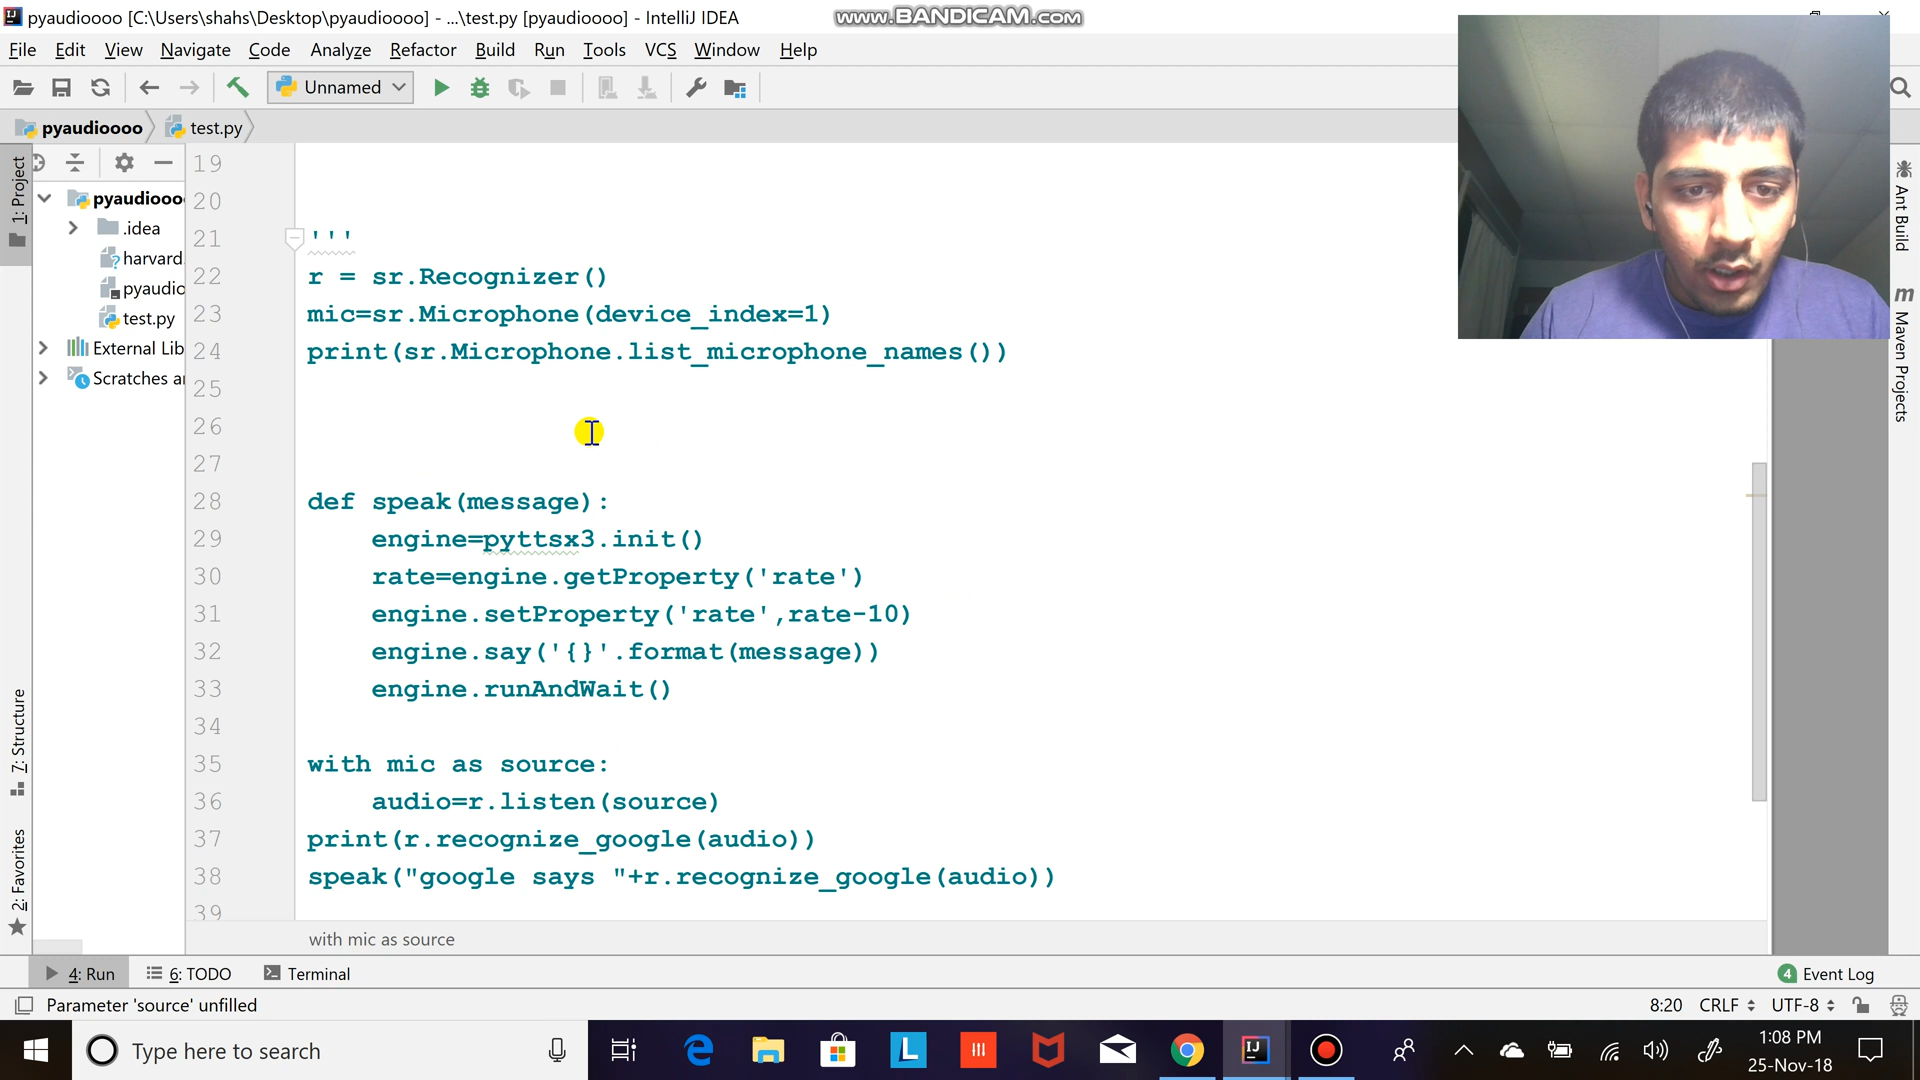 pyaudioooo [C:\Users\shahs\Desktop\pyaudioooo] - ...\test.py [pyaudioooo] - IntelliJ IDEA
www.BANDICAM.com
File Edit View Navigate Code Analyze Refactor Build Run Tools VCS Window Help
Unnamed
pyaudioooo
test.py
1: Project
pyaudiooo
.idea
harvard.
pyaudio
test.py
External Lib
Scratches a
7: Structure
2: Favorites
19
20
21 '''
22 r = sr.Recognizer()
23 mic=sr.Microphone(device_index=1)
24 print(sr.Microphone.list_microphone_names())
25
26
27
28 def speak(message):
29 engine=pyttsx3.init()
30 rate=engine.getProperty('rate')
31 engine.setProperty('rate',rate-10)
32 engine.say('{}'.format(message))
33 engine.runAndWait()
34
35 with mic as source:
36 audio=r.listen(source)
37 print(r.recognize_google(audio))
38 speak("google says "+r.recognize_google(audio))
39
with mic as source
Ant Build
m Maven Projects
4: Run
6: TODO
Terminal
4 Event Log
Parameter 'source' unfilled
8:20 CRLF UTF-8
Type here to search
L
IJ
1:08 PM
25-Nov-18